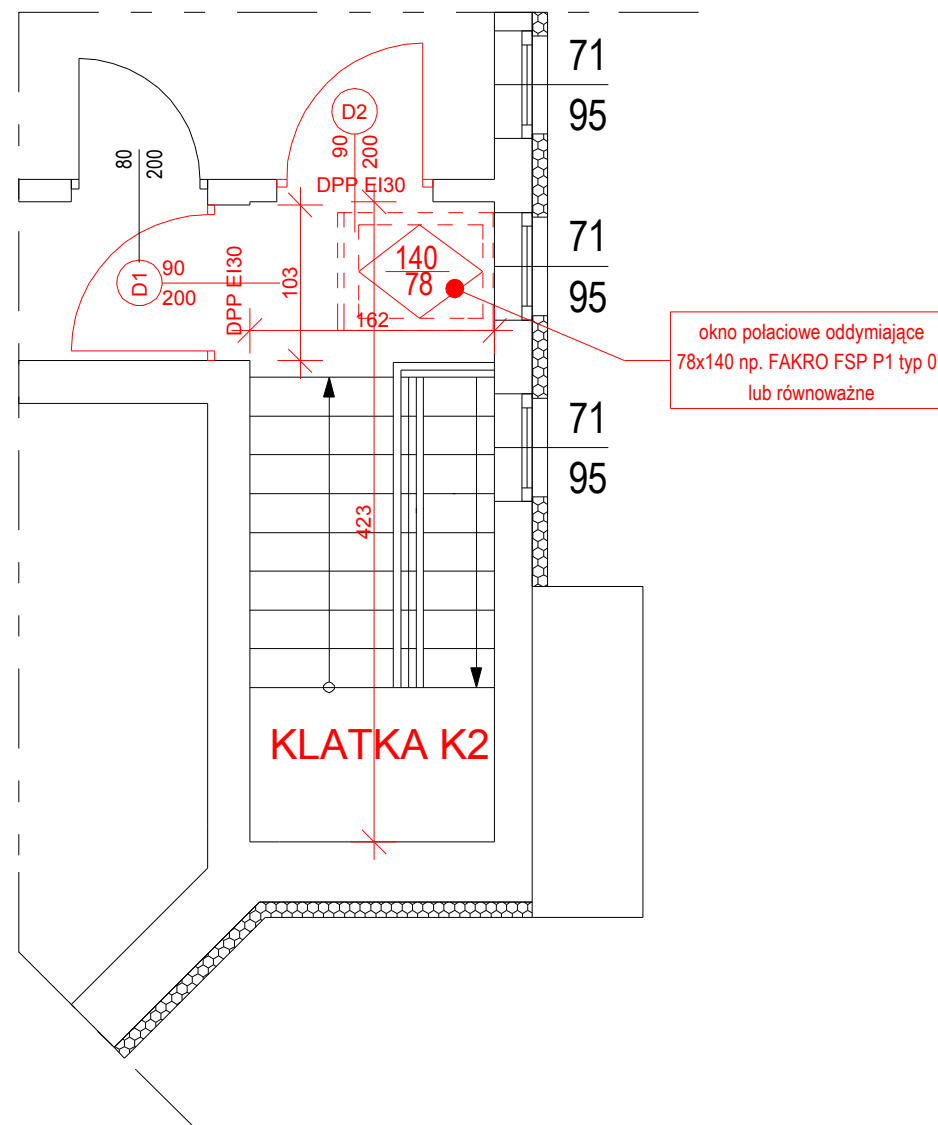 71
95
D2
90
200
DPP EI30
80
200
71
95
D1
90
200
DPP EI30
103
140
78
162
okno połaciowe oddymiające
78x140 np. FAKRO FSP P1 typ 0
lub równoważne
71
95
423
KLATKA K2